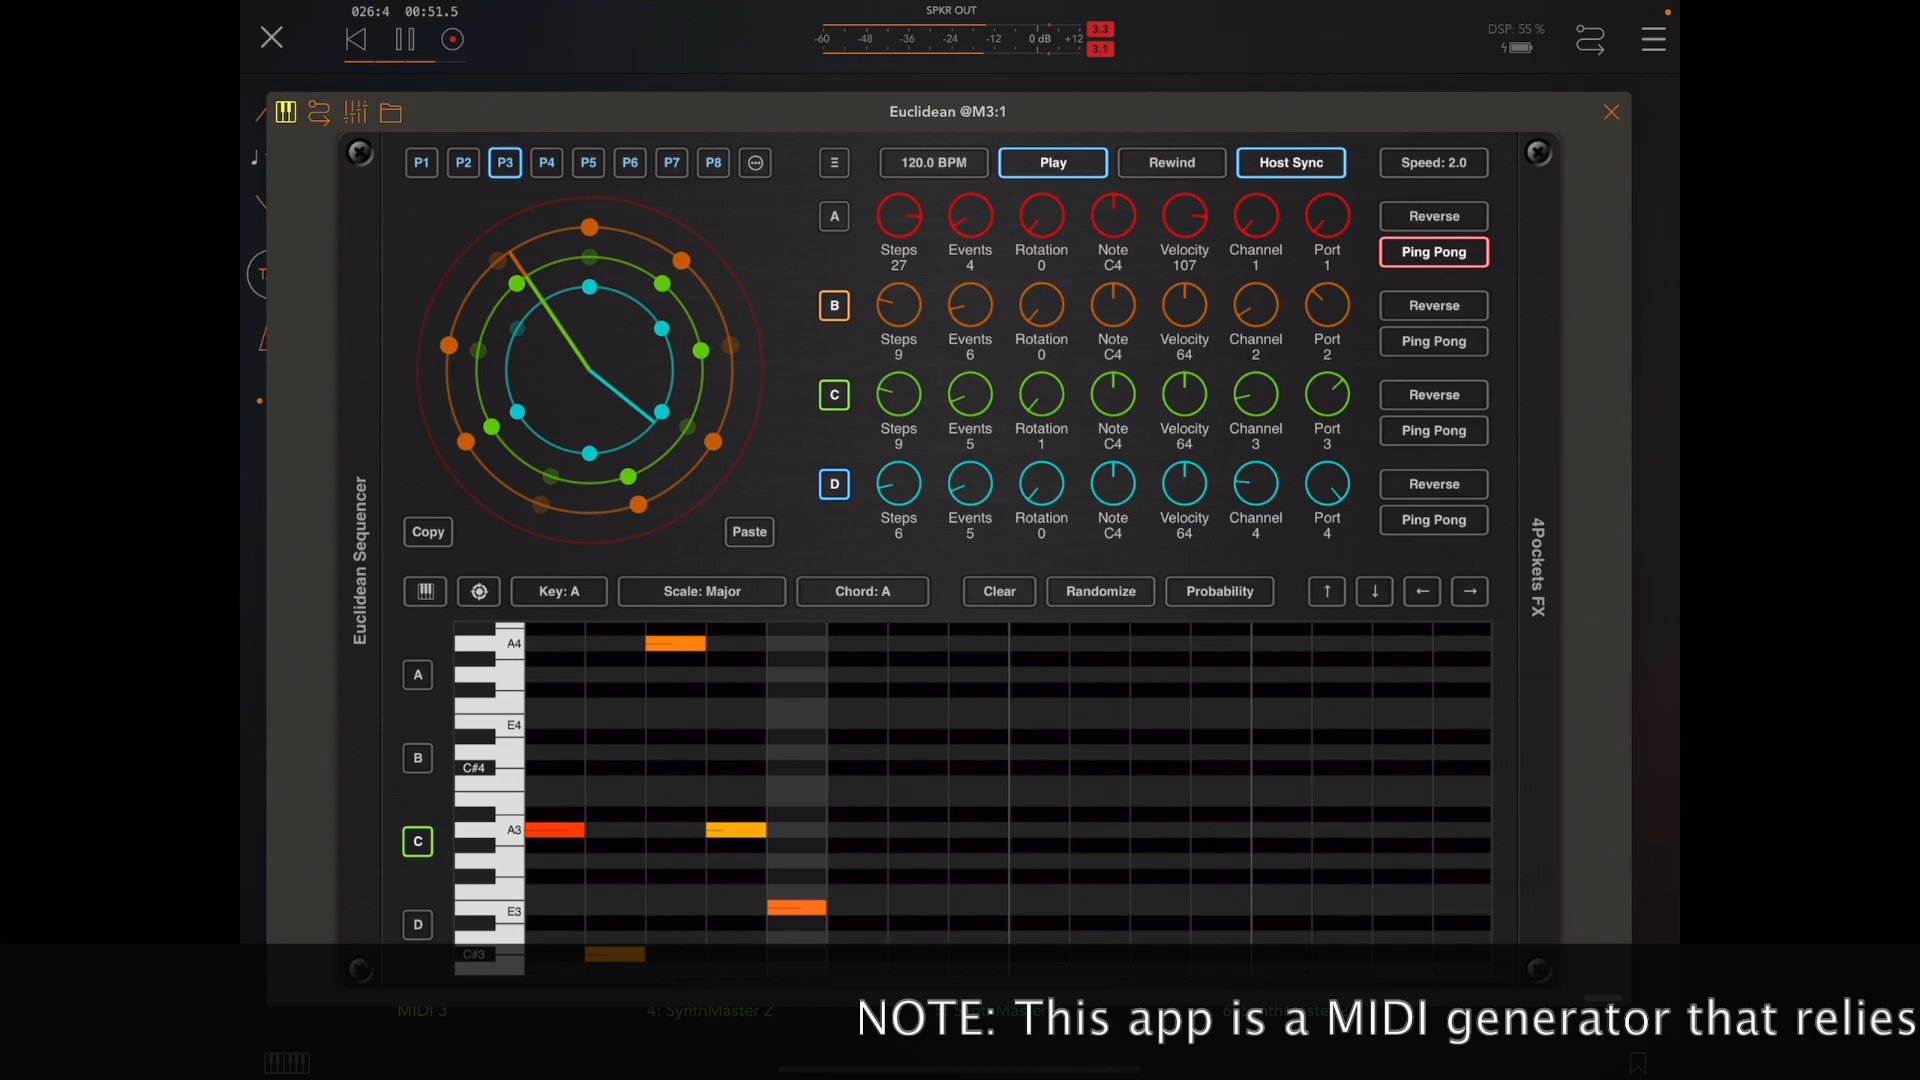 026:4 00:51.5
SPKR OUT
-60 -48 -36 -24 -12 0 dB +12
3.3
3.1
DSP: 55 %
Euclidean @M3:1
P1 P2 P3 P4 P5 P6 P7 P8
120.0 BPM Play Rewind Host Sync Speed: 2.0
A
Steps Events Rotation Note Velocity Channel Port
27 4 0 C4 107 1 1
Reverse
Ping Pong
B
Steps Events Rotation Note Velocity Channel Port
9 6 0 C4 64 2 2
Reverse
Ping Pong
C
Steps Events Rotation Note Velocity Channel Port
9 5 1 C4 64 3 3
Reverse
Ping Pong
D
Steps Events Rotation Note Velocity Channel Port
6 5 0 C4 64 4 4
Reverse
Ping Pong
Copy
Paste
Euclidean Sequencer
4Pockets FX
Key: A Scale: Major Chord: A Clear Randomize Probability ↑ ↓ ← →
A
B
C
D
A4
E4
C#4
A3
E3
C#3
MIDI 3
4: SynthMaster 2
NOTE: This app is a MIDI generator that relies